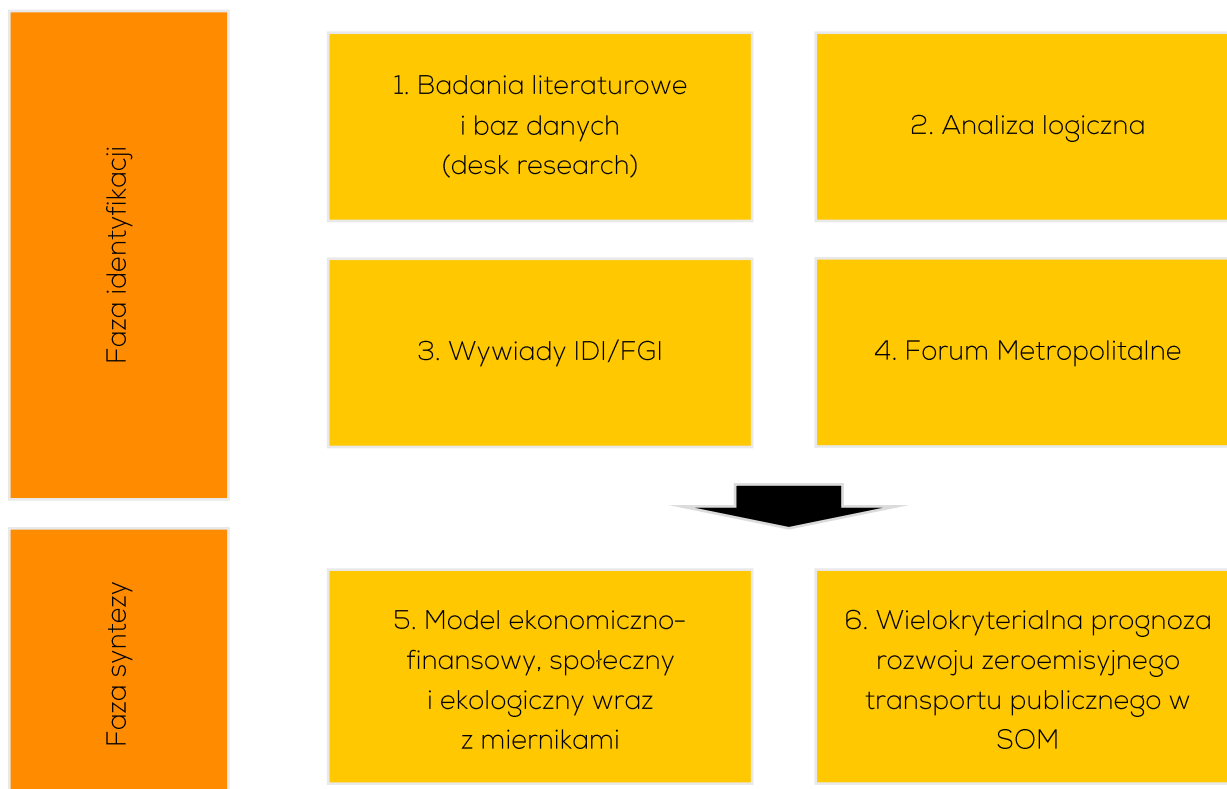 Faza identyfikacji
1. Badania literaturowe
i baz danych
(desk research)
2. Analiza logiczna
3. Wywiady IDI/FGI
4. Forum Metropolitalne
Faza syntezy
5. Model ekonomiczno-
finansowy, społeczny
i ekologiczny wraz
z miernikami
6. Wielokryterialna prognoza
rozwoju zeroemisyjnego
transportu publicznego w
SOM